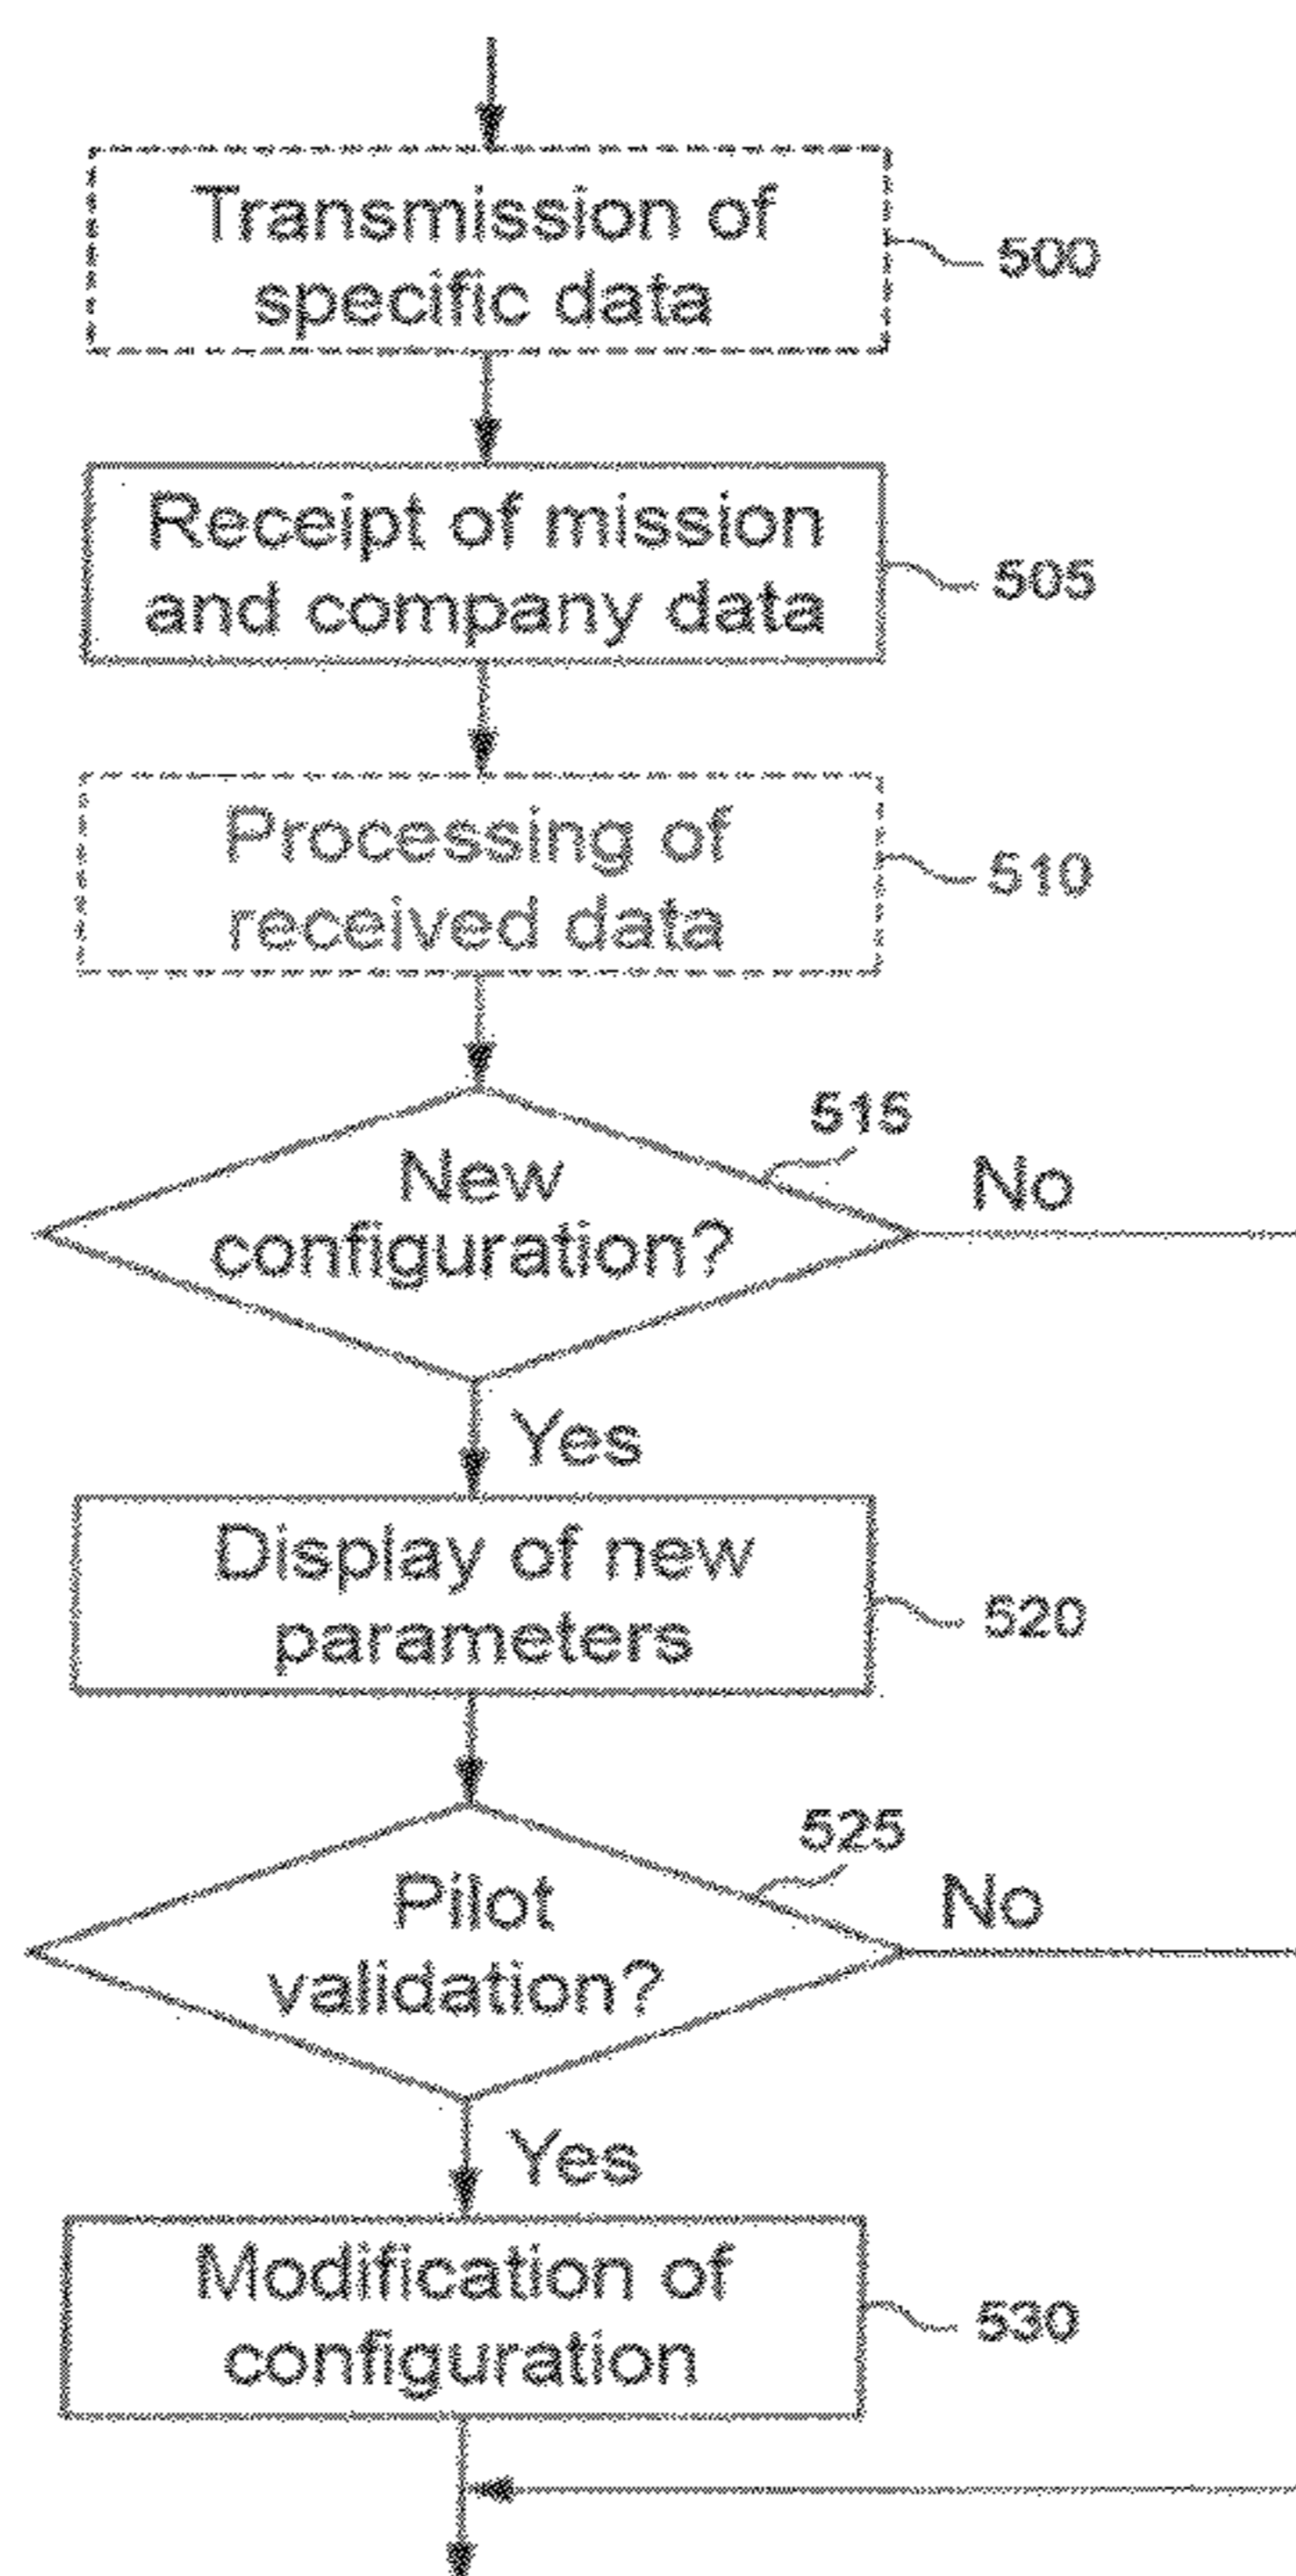 Transmission of
specific data
500
Receipt of mission
and company data
505
Processing of
received data
510
515
New
configuration?
No
Yes
Display of new
parameters
520
525
Pilot
validation?
No
Yes
Modification of
configuration
530